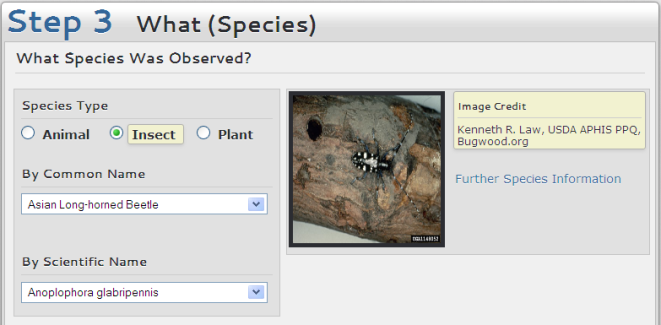 Step 3 What (Species)
What Species Was Observed?
Species Type
Animal
Insect
Plant
By Common Name
Asian Long-horned Beetle
By Scientific Name
Anoplophora glabripennis
Image Credit
Kenneth R. Law, USDA APHIS PPQ,
Bugwood.org
Further Species Information